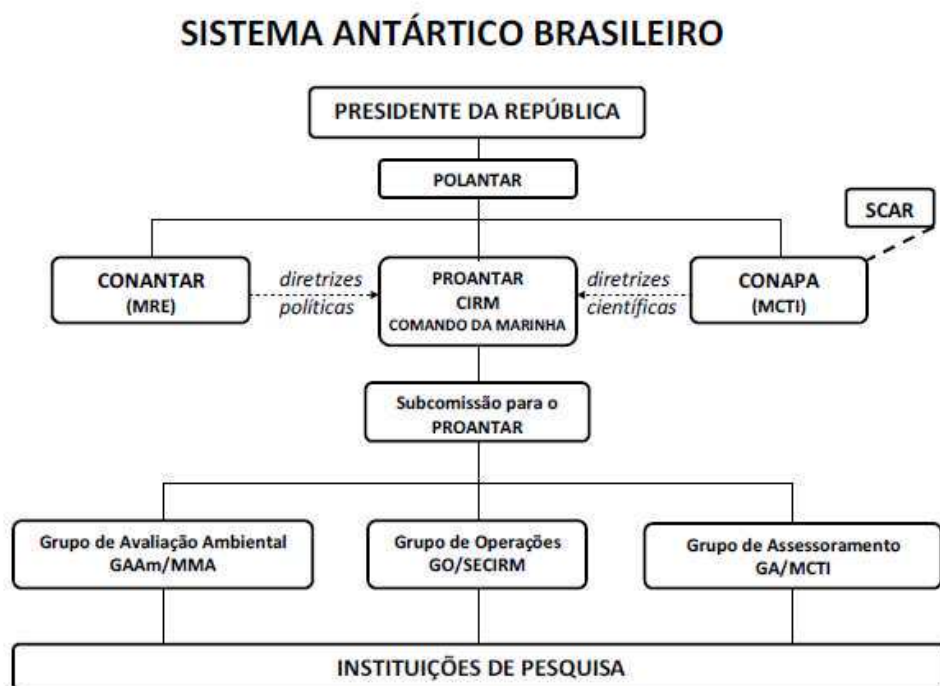 SISTEMA ANTÁRTICO BRASILEIRO
PRESIDENTE DA REPÚBLICA
POLANTAR
SCAR
CONANTAR
(MRE)
diretrizes
políticas
PROANTAR
CIRM
COMANDO DA MARINHA
diretrizes
científicas
CONAPA
(MCTI)
Subcomissão para o
PROANTAR
Grupo de Avaliação Ambiental
GAAm/MMA
Grupo de Operações
GO/SECIRM
Grupo de Assessoramento
GA/MCTI
INSTITUIÇÕES DE PESQUISA